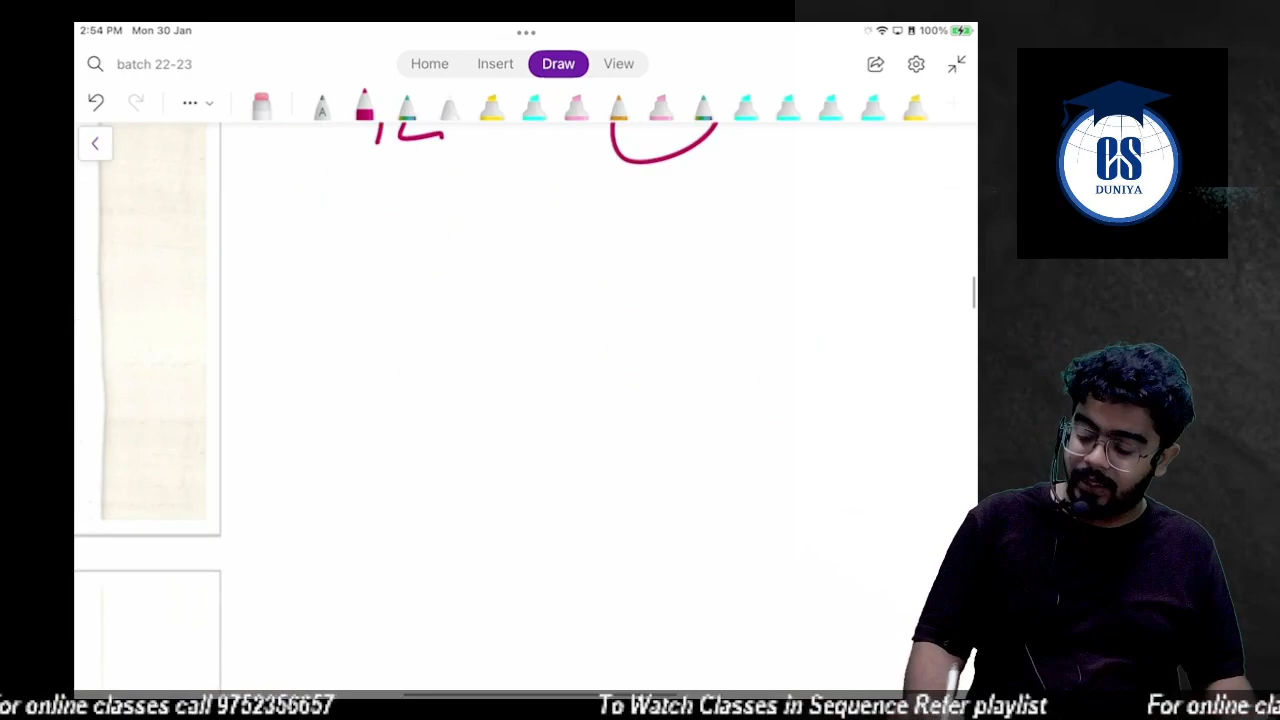 2:54 PM Mon 30 Jan
100%
batch 22-23
Home Insert Draw View
A
CS
DUNIYA
or online classes call 9752356657 To Watch Classes in Sequence Refer playlist For online cla